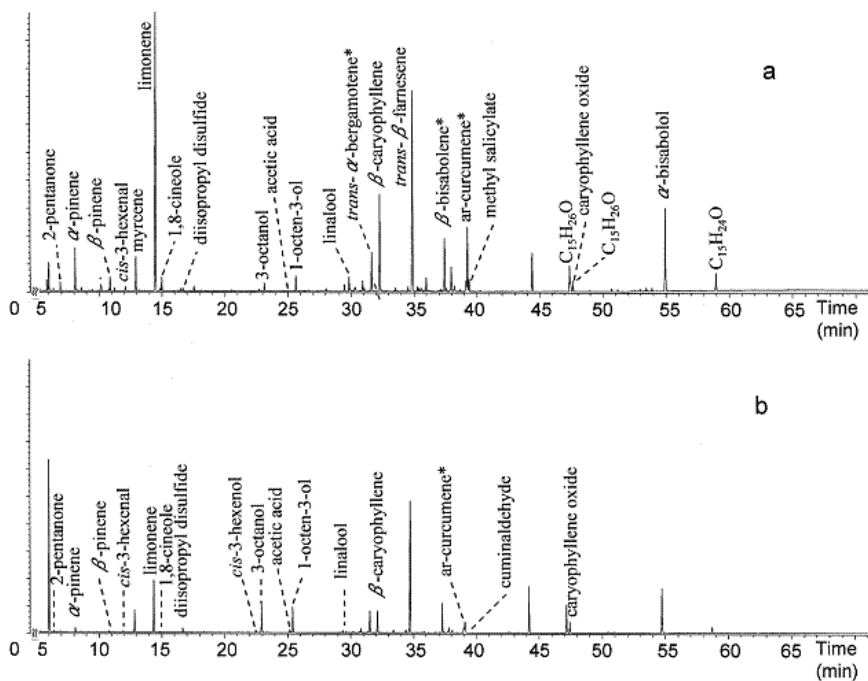 a
2-pentanone
α-pinene
β-pinene
cis-3-hexenal
myrcene
limonene
1,8-cineole
diisopropyl disulfide
3-octanol
acetic acid
1-octen-3-ol
linalool
trans-α-bergamotene*
β-caryophyllene
trans-β-farnesene
β-bisabolene*
ar-curcumene*
methyl salicylate
C₁₅H₂₆O
caryophyllene oxide
C₁₅H₂₆O
α-bisabolol
C₁₅H₂₄O
0
5 10 15 20 25 30 35 40 45 50 55 60 65 Time
(min)
b
2-pentanone
α-pinene
β-pinene
cis-3-hexenal
limonene
1,8-cineole
diisopropyl disulfide
cis-3-hexenol
3-octanol
acetic acid
1-octen-3-ol
linalool
β-caryophyllene
ar-curcumene*
cuminaldehyde
caryophyllene oxide
0
5 10 15 20 25 30 35 40 45 50 55 60 65 Time
(min)